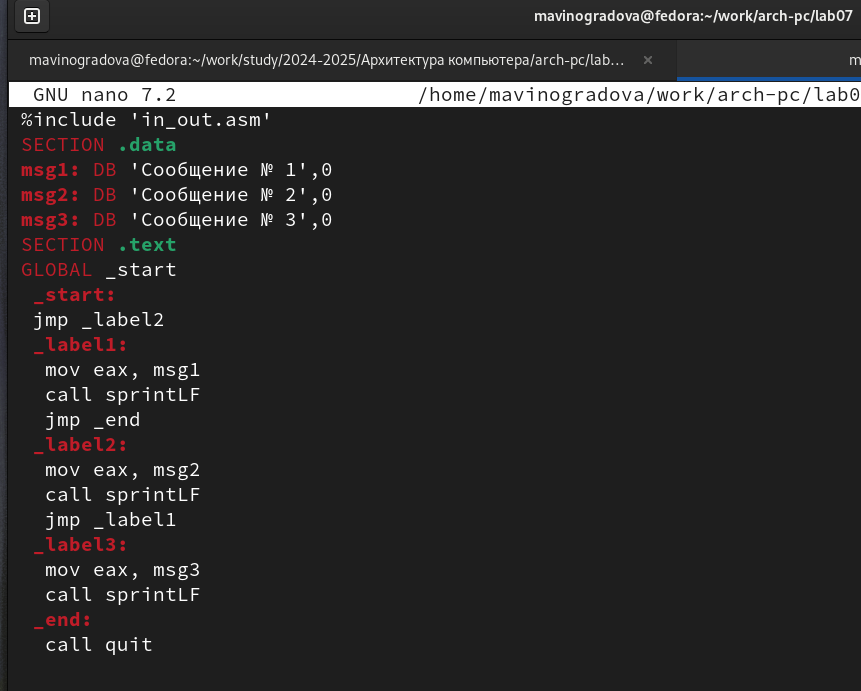 mavinogradova@fedora:~/work/arch-pc/lab07
mavinogradova@fedora:~/work/study/2024-2025/Архитектура компьютера/arch-pc/lab… × m
GNU nano 7.2 /home/mavinogradova/work/arch-pc/lab0
%include 'in_out.asm'
SECTION .data
msg1: DB 'Сообщение № 1',0
msg2: DB 'Сообщение № 2',0
msg3: DB 'Сообщение № 3',0
SECTION .text
GLOBAL _start
_start:
jmp _label2
_label1:
mov eax, msg1
call sprintLF
jmp _end
_label2:
mov eax, msg2
call sprintLF
jmp _label1
_label3:
mov eax, msg3
call sprintLF
_end:
call quit